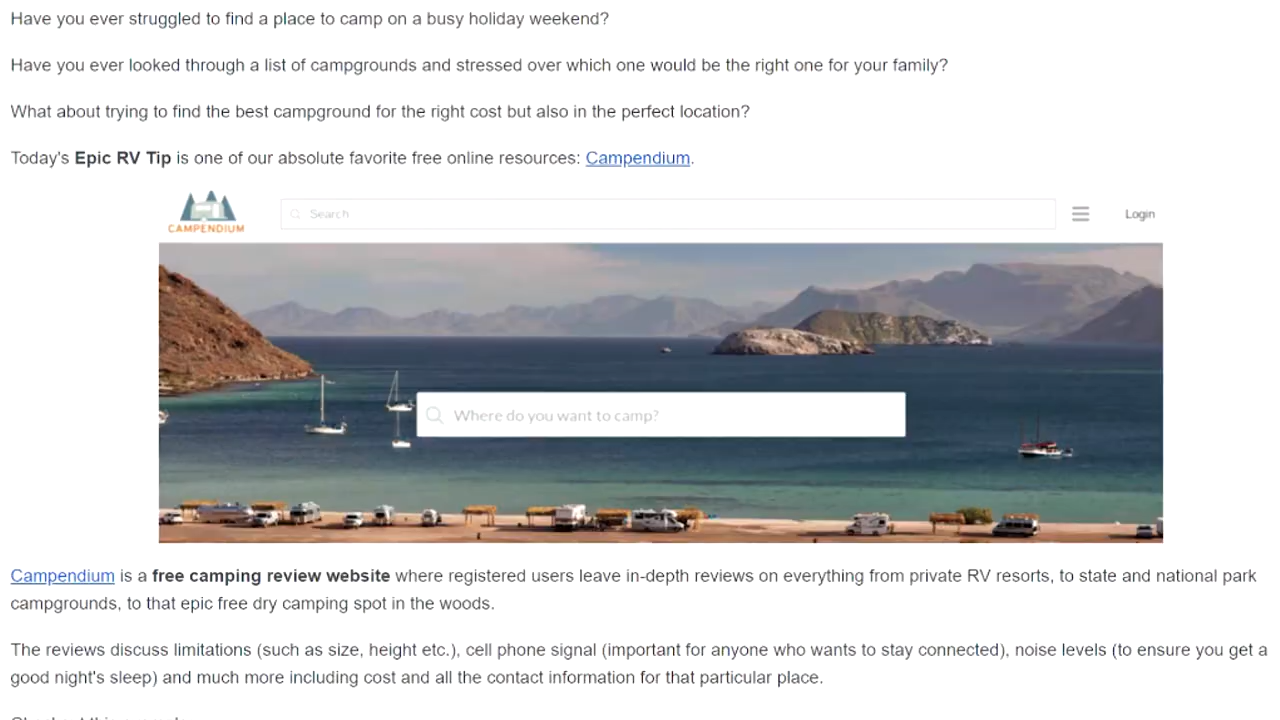 Have you ever struggled to find a place to camp on a busy holiday weekend?
Have you ever looked through a list of campgrounds and stressed over which one would be the right one for your family?
What about trying to find the best campground for the right cost but also in the perfect location?
Today's Epic RV Tip is one of our absolute favorite free online resources: Campendium.
CAMPENDIUM
Search
Login
Where do you want to camp?
Campendium is a free camping review website where registered users leave in-depth reviews on everything from private RV resorts, to state and national park
campgrounds, to that epic free dry camping spot in the woods.
The reviews discuss limitations (such as size, height etc.), cell phone signal (important for anyone who wants to stay connected), noise levels (to ensure you get a
good night's sleep) and much more including cost and all the contact information for that particular place.